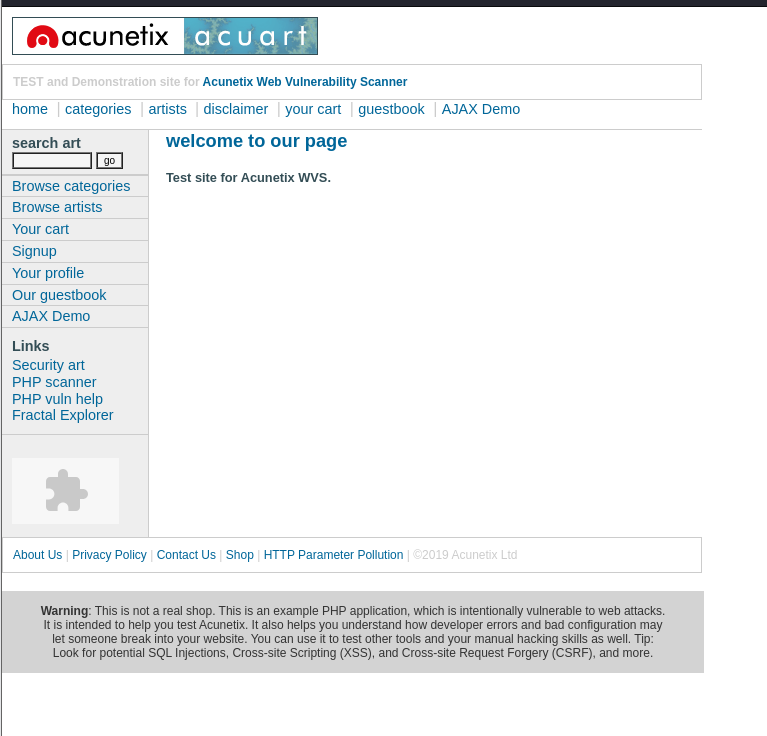 acunetix acuart
TEST and Demonstration site for Acunetix Web Vulnerability Scanner
home | categories | artists | disclaimer | your cart | guestbook | AJAX Demo
search art
go
Browse categories
Browse artists
Your cart
Signup
Your profile
Our guestbook
AJAX Demo
Links
Security art
PHP scanner
PHP vuln help
Fractal Explorer
welcome to our page
Test site for Acunetix WVS.
About Us | Privacy Policy | Contact Us | Shop | HTTP Parameter Pollution | ©2019 Acunetix Ltd
Warning: This is not a real shop. This is an example PHP application, which is intentionally vulnerable to web attacks.
It is intended to help you test Acunetix. It also helps you understand how developer errors and bad configuration may
let someone break into your website. You can use it to test other tools and your manual hacking skills as well. Tip:
Look for potential SQL Injections, Cross-site Scripting (XSS), and Cross-site Request Forgery (CSRF), and more.